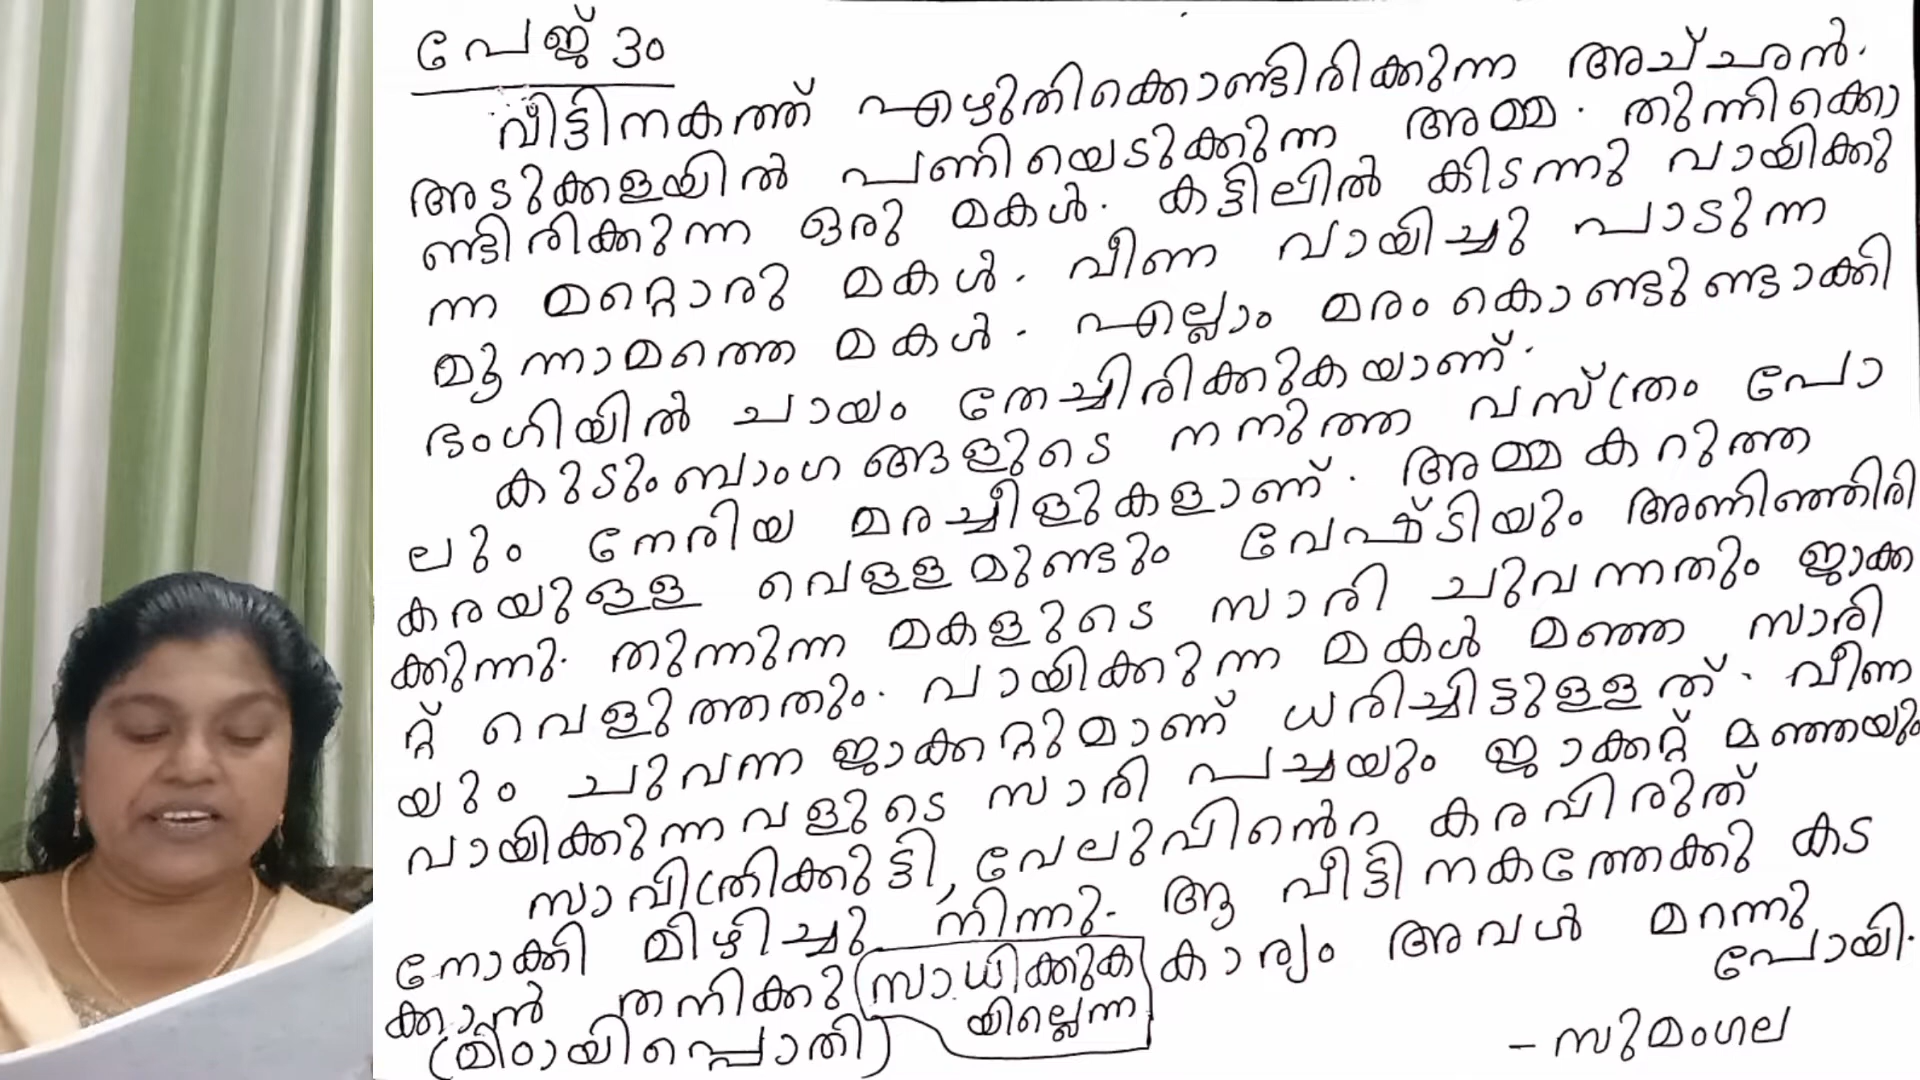 പേജ് 30
വീട്ടിനകത്ത് എഴുതിക്കൊണ്ടിരിക്കുന്ന അച്ഛൻ.
അടുക്കളയിൽ പണിയെടുക്കുന്ന അമ്മ. തുന്നിക്കൊ
ണ്ടിരിക്കുന്ന ഒരു മകൾ. കട്ടിലിൽ കിടന്നു വായിക്കു
ന്ന മറ്റൊരു മകൾ. വീണ വായിച്ചു പാടുന്ന
മൂന്നാമത്തെ മകൾ. എല്ലാം മരംകൊണ്ടുണ്ടാക്കി
ഭംഗിയിൽ ചായം തേച്ചിരിക്കുകയാണ്.
കുടുംബാംഗങ്ങളുടെ നനുത്ത വസ്ത്രം പോ
ലും നേരിയ മരച്ചീളുകളാണ്. അമ്മ കറുത്ത
കരയുള്ള വെള്ളമുണ്ടും വേഷ്ടിയും അണിഞ്ഞിരി
ക്കുന്നു. തുന്നുന്ന മകളുടെ സാരി ചുവന്നതും ജാക്ക
റ്റ് വെളുത്തതും. വായിക്കുന്ന മകൾ മഞ്ഞ സാരി
യും ചുവന്ന ജാക്കറ്റുമാണ് ധരിച്ചിട്ടുള്ളത്. വീണ
വായിക്കുന്നവളുടെ സാരി പച്ചയും ജാക്കറ്റ് മഞ്ഞയും
സാവിത്രിക്കുട്ടി, വേലുവിൻെറ കരവിരുത്
നോക്കി മിഴിച്ചു നിന്നു. ആ വീട്ടിനകത്തേക്കു കട
ക്കാൻ തനിക്കു സാധിക്കുക കാര്യം അവൾ മറന്നു
യില്ലെന്ന പോയി.
(മിഠായിപ്പൊതി)
- സുമംഗല